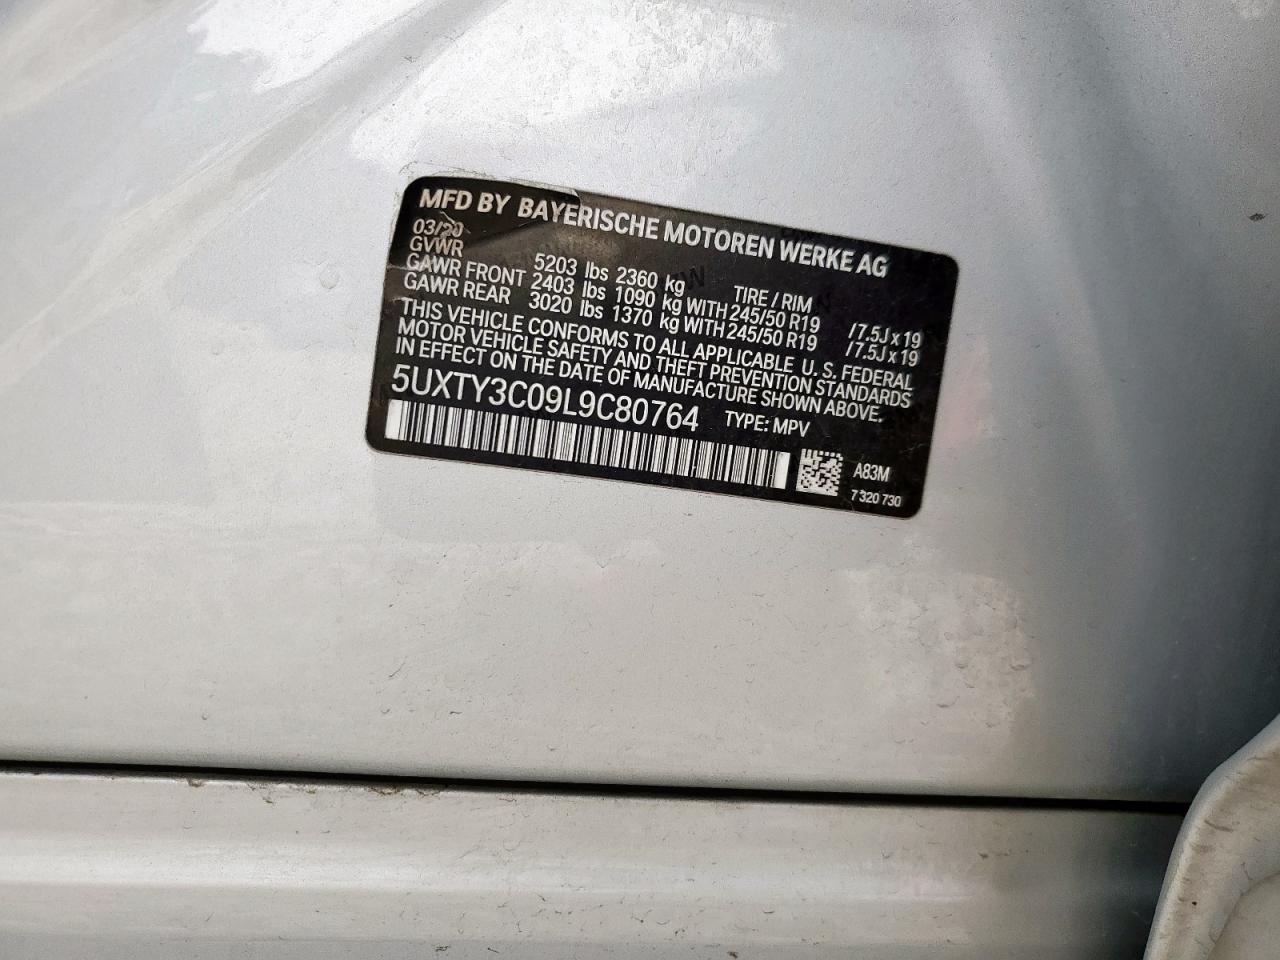 MFD BY BAYERISCHE MOTOREN WERKE AG
03/20
GVWR 5203 lbs 2360 kg TIRE / RIM
GAWR FRONT 2403 lbs 1090 kg WITH 245/50 R19 / 7.5J x 19
GAWR REAR 3020 lbs 1370 kg WITH 245/50 R19 / 7.5J x 19
THIS VEHICLE CONFORMS TO ALL APPLICABLE U. S. FEDERAL
MOTOR VEHICLE SAFETY AND THEFT PREVENTION STANDARDS
IN EFFECT ON THE DATE OF MANUFACTURE SHOWN ABOVE.
5UXTY3C09L9C80764 TYPE: MPV
A83M
7 320 730